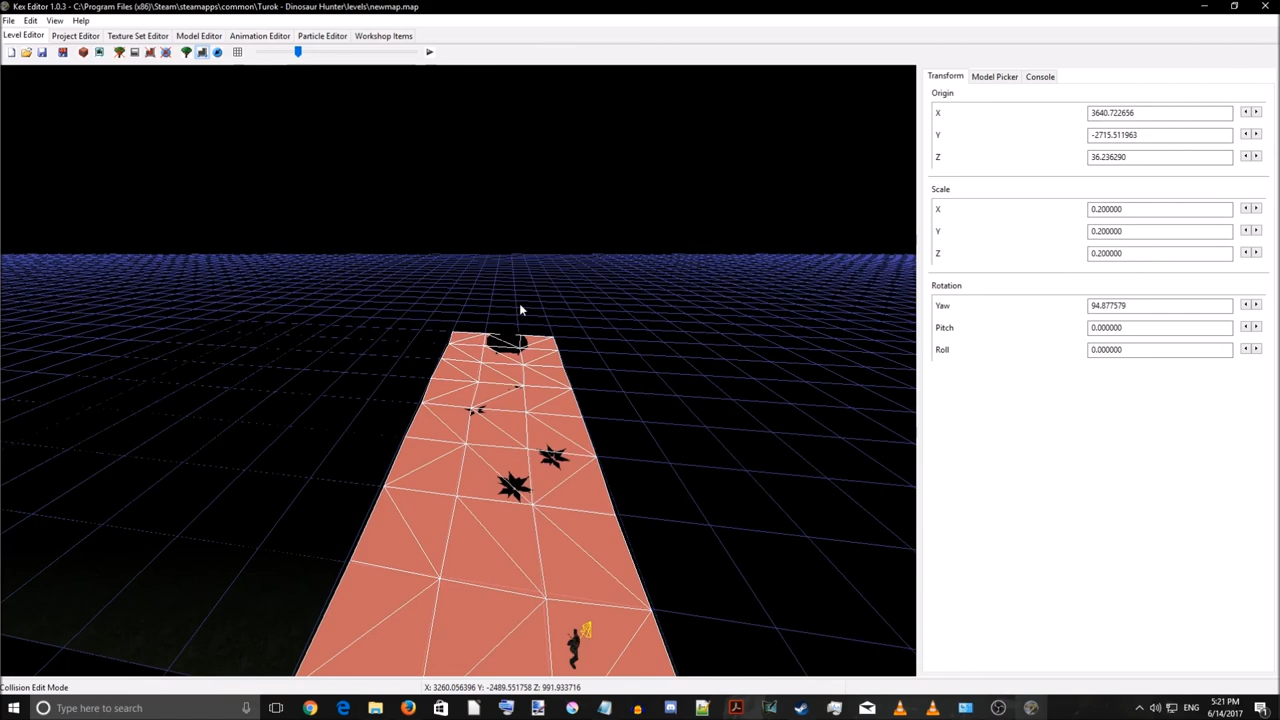 Kex Editor 1.0.3 - C:\Program Files (x86)\Steam\steamapps\common\Turok - Dinosaur Hunter\levels\newmap.map
File Edit View Help
Level Editor Project Editor Texture Set Editor Model Editor Animation Editor Particle Editor Workshop Items
Transform Model Picker Console
Origin
X 3640.722656
Y -2715.511963
Z 36.236290
Scale
X 0.200000
Y 0.200000
Z 0.200000
Rotation
Yaw 94.877579
Pitch 0.000000
Roll 0.000000
Collision Edit Mode X: 3260.056396 Y: -2489.551758 Z: 991.933716
Type here to search
ENG
5:21 PM
6/14/2017